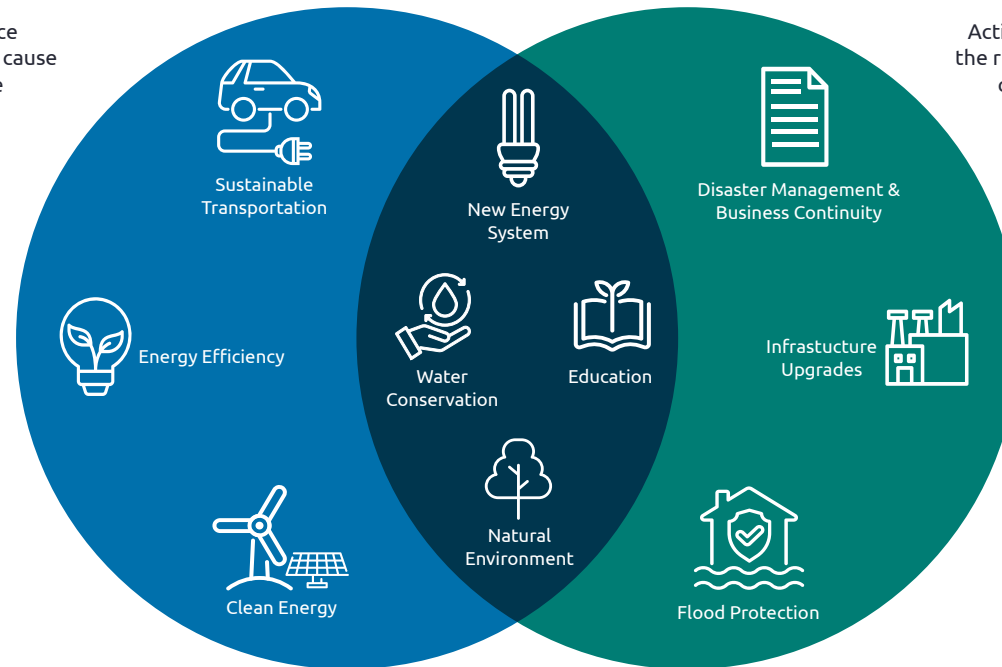 cause
Acti
the r
Sustainable
Transportation
New Energy
System
Disaster Management &
Business Continuity
Energy Efficiency
Water
Conservation
Education
Infrastucture
Upgrades
Natural
Environment
Clean Energy
Flood Protection